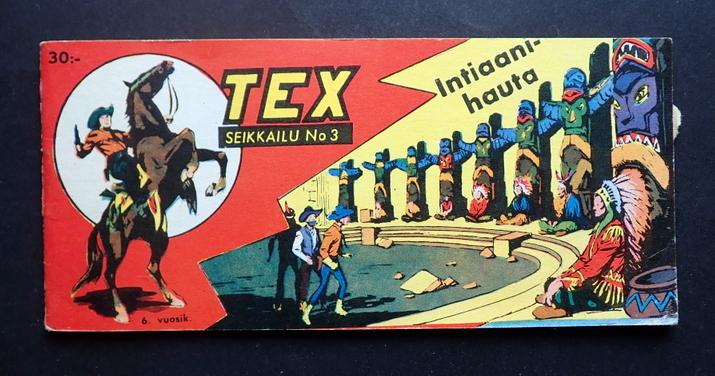 30:-
TEX
SEIKKAILU No 3
Intiaani-
hauta
6. vuosik.